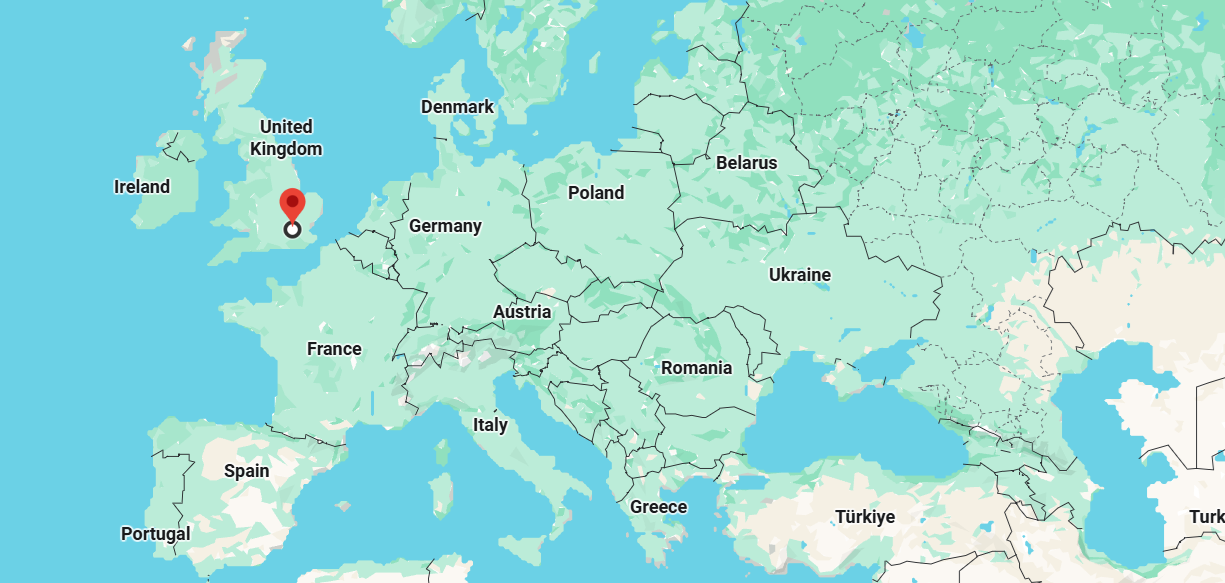 Denmark
United
Kingdom
Belarus
Ireland
Poland
Germany
Ukraine
Austria
France
Romania
Italy
Spain
Greece
Türkiye
Turk
Portugal